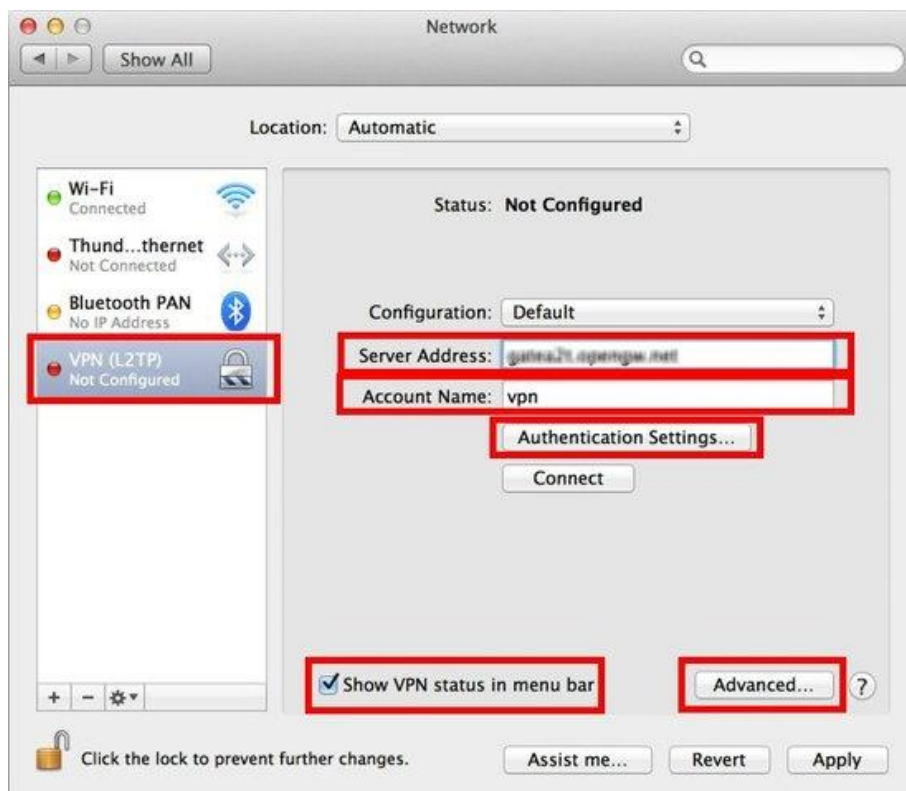 Network
Show All
Location: Automatic
Wi-Fi
Connected
Thund...thernet
Not Connected
Bluetooth PAN
No IP Address
VPN (L2TP)
Not Configured
Status: Not Configured
Configuration: Default
Server Address:
Account Name: vpn
Authentication Settings...
Connect
Show VPN status in menu bar
Advanced...
?
+ −
Click the lock to prevent further changes.
Assist me... Revert Apply